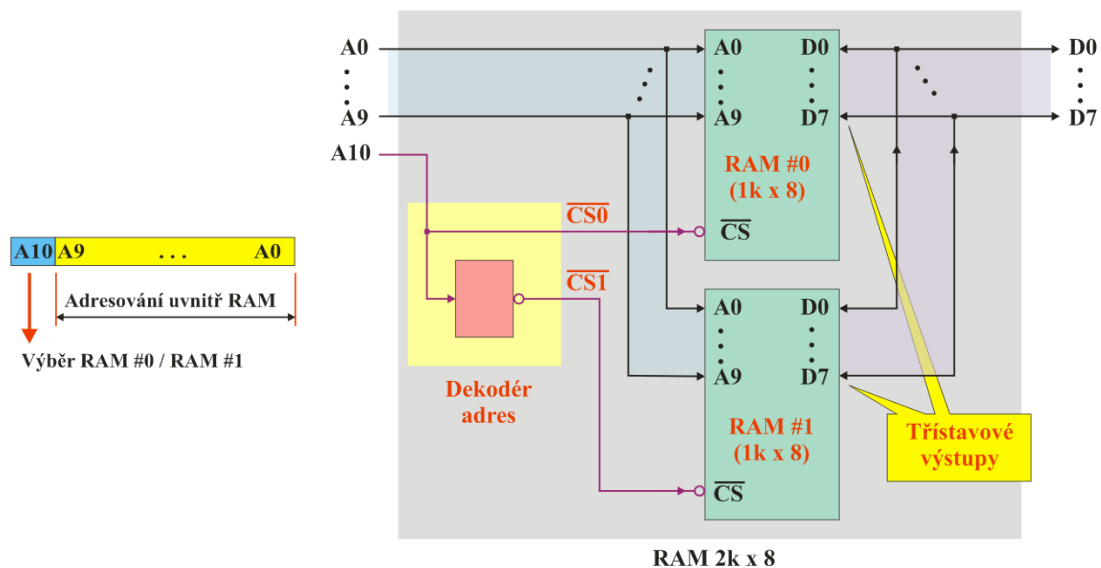 A0
A0
D0
D0
A9
A9
D7
D7
A10
RAM #0
(1k x 8)
CS0
CS
A10 A9 ... A0
CS1
Adresování uvnitř RAM
A0
D0
Výběr RAM #0 / RAM #1
A9
D7
Dekodér
adres
RAM #1
(1k x 8)
Třístavové
výstupy
CS
RAM 2k x 8